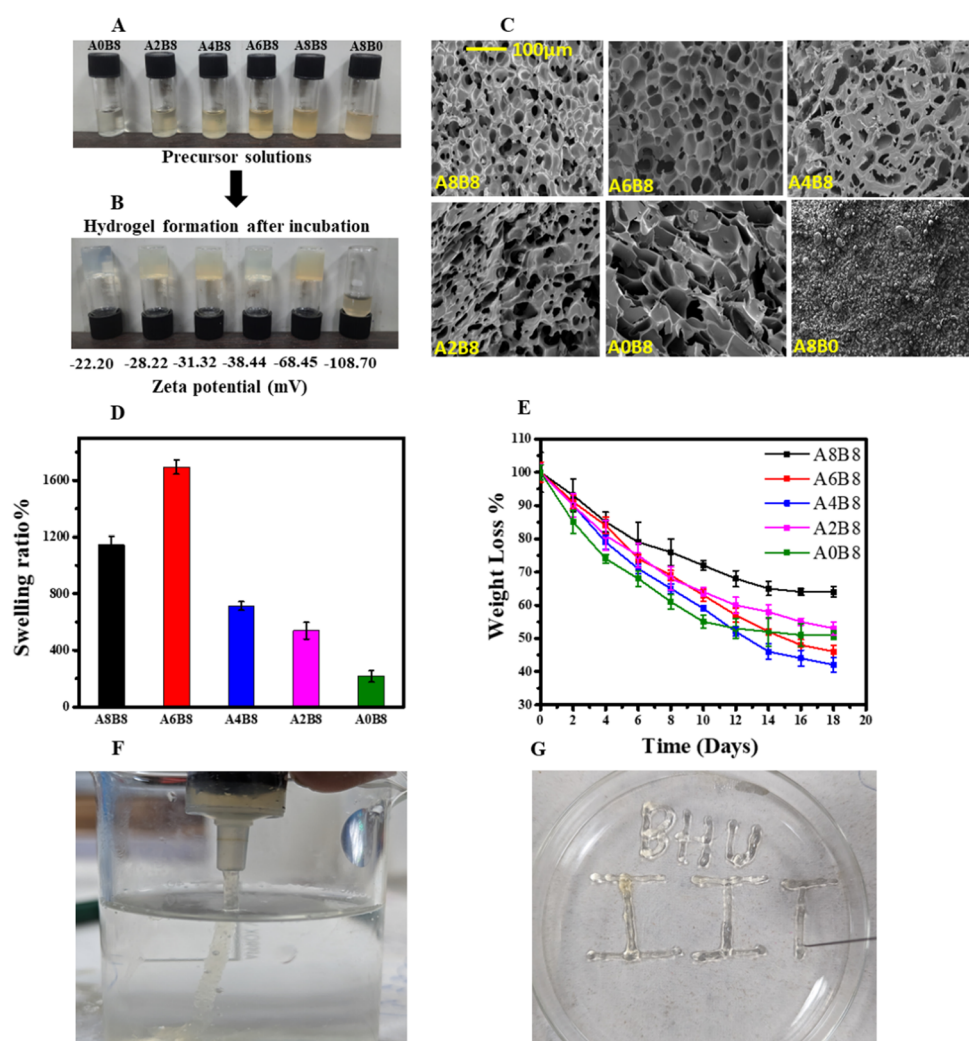 A
A0B8 A2B8 A4B8 A6B8 A8B8 A8B0
Precursor solutions
B
Hydrogel formation after incubation
-22.20 -28.22 -31.32 -38.44 -68.45 -108.70
Zeta potential (mV)
C
100µm
A8B8 A6B8 A4B8
A2B8 A0B8 A8B0
D
Swelling ratio%
1600
1200
800
400
0
A8B8 A6B8 A4B8 A2B8 A0B8
E
Weight Loss %
110
100
90
80
70
60
50
40
30
A8B8
A6B8
A4B8
A2B8
A0B8
0 2 4 6 8 10 12 14 16 18 20
Time (Days)
F
G
BHU
IIT